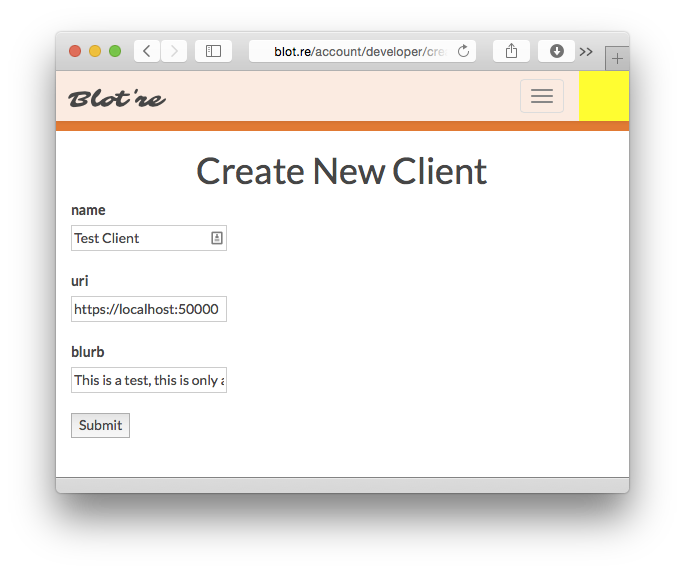 blot.re/account/developer/cre
Blot're
Create New Client
name
Test Client
uri
https://localhost:50000
blurb
This is a test, this is only a
Submit